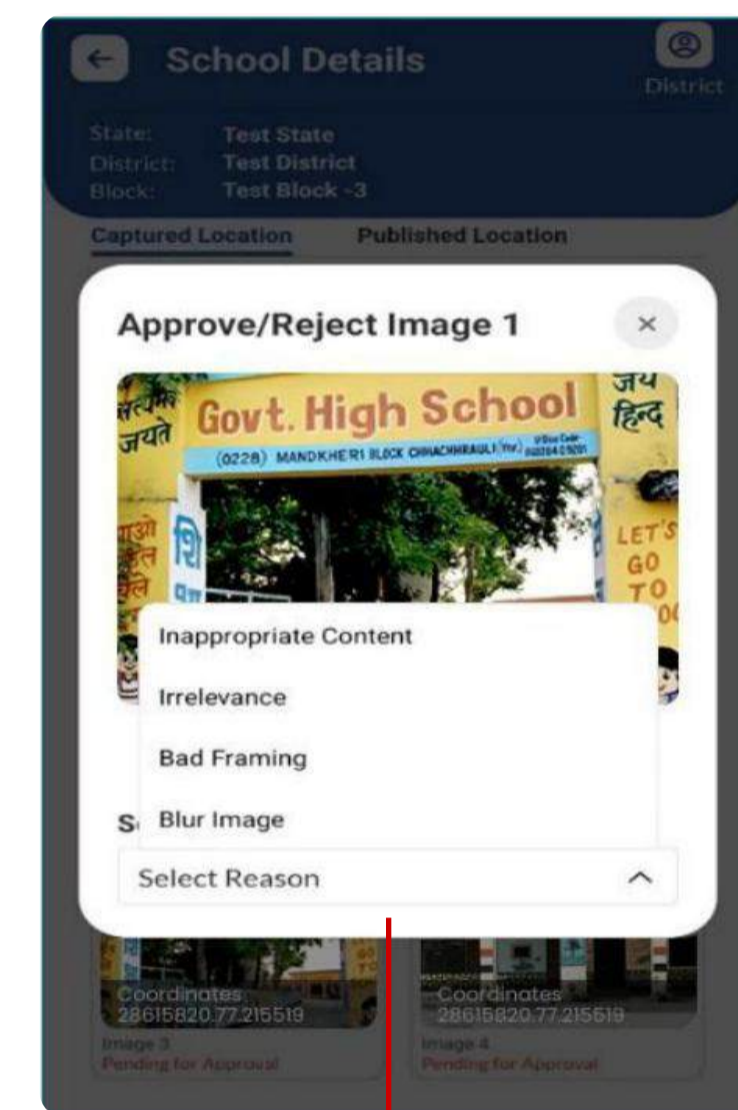 School Details
District
State: Test State
District: Test District
Block: Test Block -3
Captured Location Published Location
Approve/Reject Image 1
×
सत्यमेव
जयते
Govt. High School
जय
हिन्द
(0228) MANDKHERI BLOCK CHHACHHRAULI (Ynr.)
शि
LET'S
GO
TO
Inappropriate Content
Irrelevance
Bad Framing
Blur Image
Select Reason
Coordinates
28615820.77.215519
Coordinates
28615820.77.215519
Image 3
Pending for Approval
Image 4
Pending for Approval